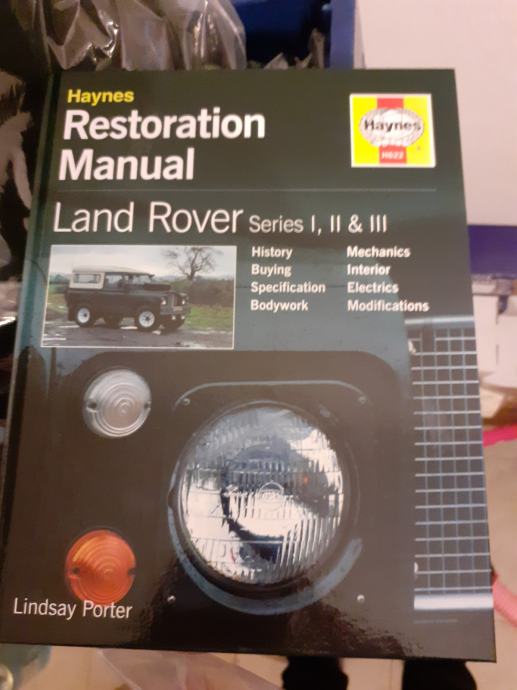 Haynes
Restoration
Manual
Haynes
H622
Land Rover Series I, II & III
History
Buying
Specification
Bodywork
Mechanics
Interior
Electrics
Modifications
Lindsay Porter